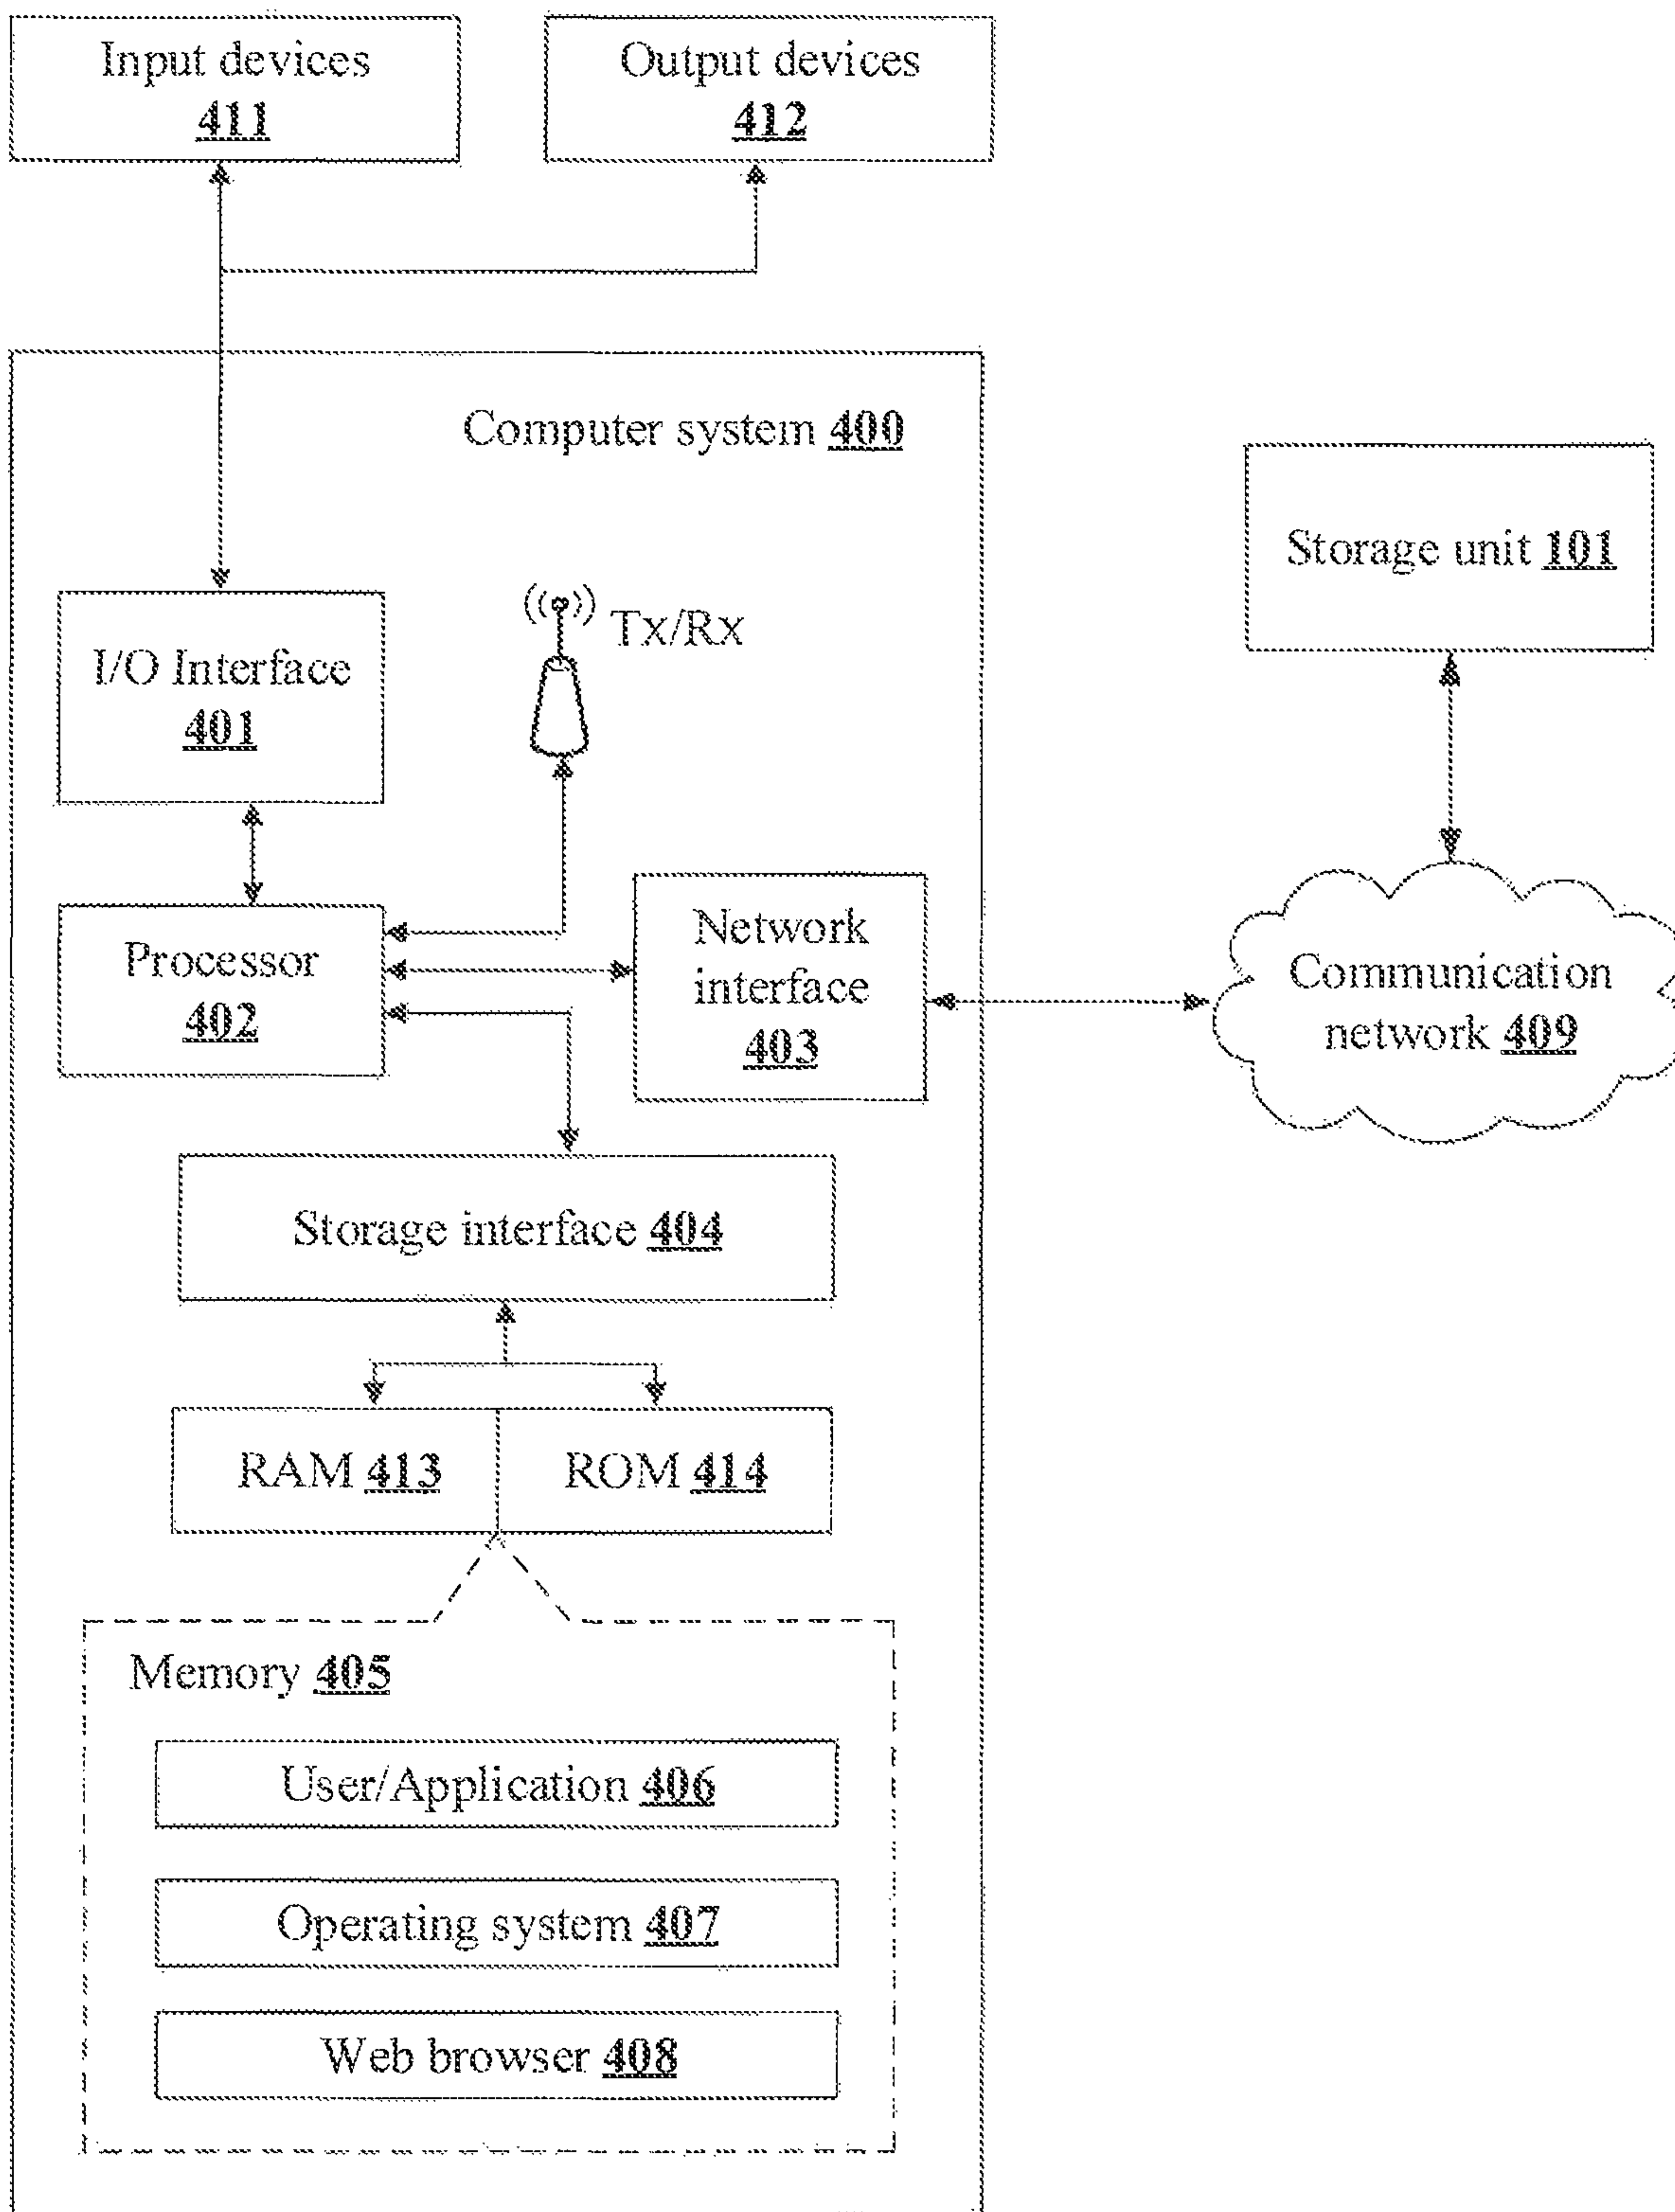 Input devices
411
Output devices
412
Computer system 400
Storage unit 101
Tx/Rx
I/O Interface
401
Processor
402
Network
interface
403
Communication
network 409
Storage interface 404
RAM 413
ROM 414
Memory 405
User/Application 406
Operating system 407
Web browser 408